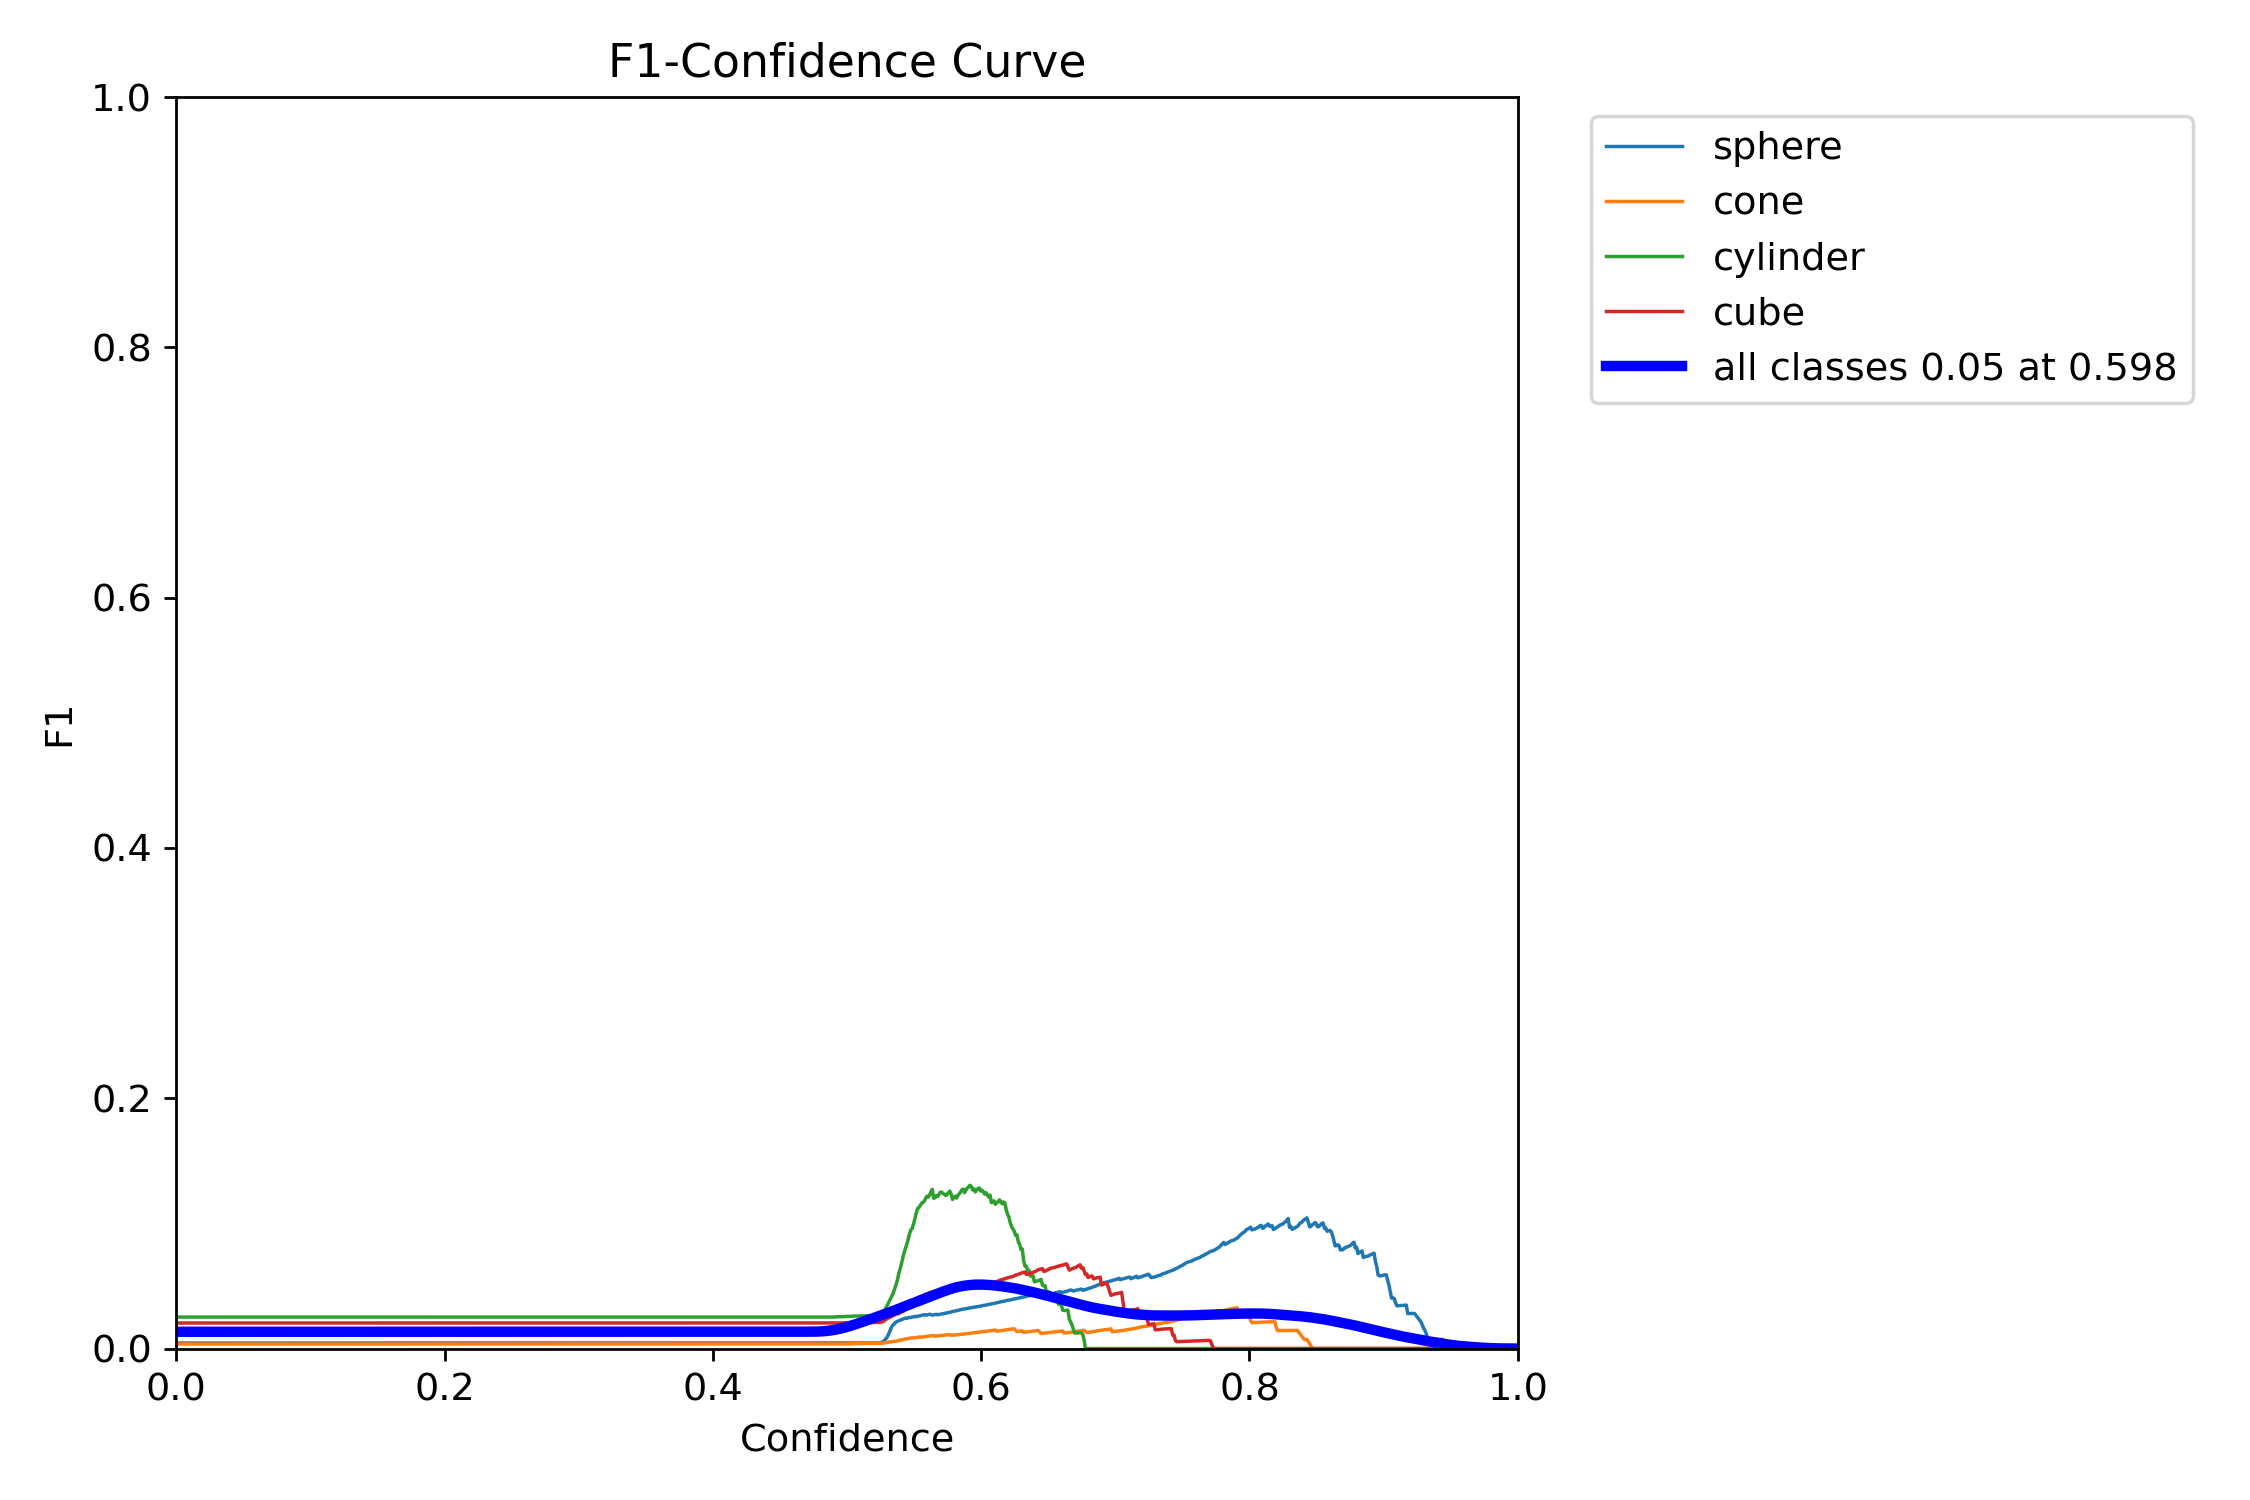 F1-Confidence Curve
1.0
0.8
0.6
0.4
0.2
0.0
F1
0.0 0.2 0.4 0.6 0.8 1.0
Confidence
sphere
cone
cylinder
cube
all classes 0.05 at 0.598